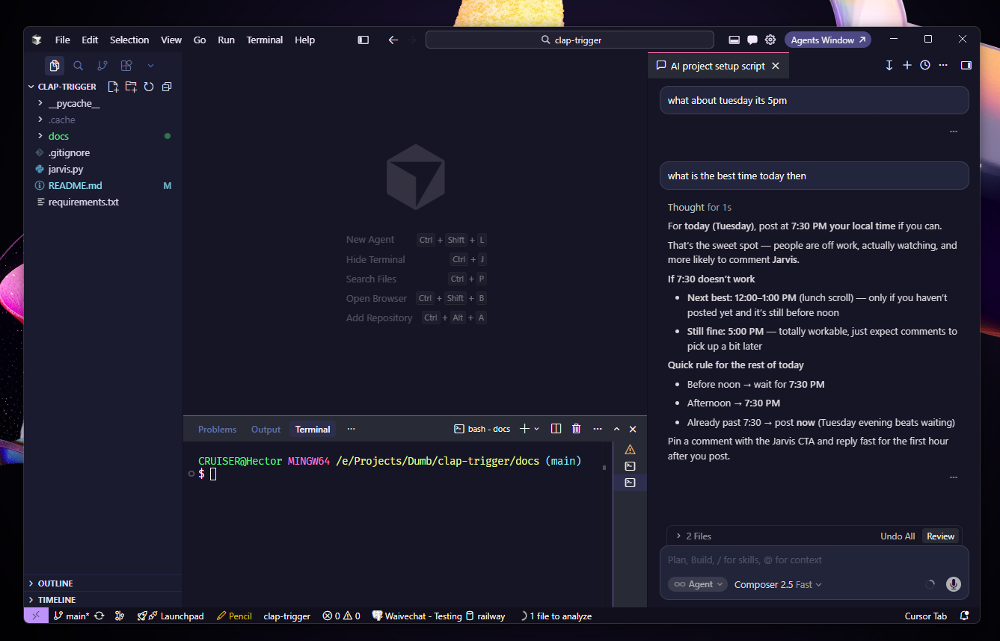 File Edit Selection View Go Run Terminal Help
clap-trigger
Agents Window
CLAP-TRIGGER
__pycache__
.cache
docs
.gitignore
jarvis.py
README.md M
requirements.txt
OUTLINE
TIMELINE
New Agent Ctrl + Shift + L
Hide Terminal Ctrl + J
Search Files Ctrl + P
Open Browser Ctrl + Shift + B
Add Repository Ctrl + Alt + A
Problems Output Terminal ... bash - docs
CRUISER@Hector MINGW64 /e/Projects/Dumb/clap-trigger/docs (main)
$
AI project setup script
what about tuesday its 5pm
...
what is the best time today then
Thought for 1s
For today (Tuesday), post at 7:30 PM your local time if you can.
That's the sweet spot — people are off work, actually watching, and
more likely to comment Jarvis.
If 7:30 doesn't work
• Next best: 12:00–1:00 PM (lunch scroll) — only if you haven't
posted yet and it's still before noon
• Still fine: 5:00 PM — totally workable, just expect comments to
pick up a bit later
Quick rule for the rest of today
• Before noon → wait for 7:30 PM
• Afternoon → 7:30 PM
• Already past 7:30 → post now (Tuesday evening beats waiting)
Pin a comment with the Jarvis CTA and reply fast for the first hour
after you post.
...
2 Files Undo All Review
Plan, Build, / for skills, @ for context
Agent Composer 2.5 Fast
main* Launchpad Pencil clap-trigger 0 0 Waivechat - Testing railway 1 file to analyze Cursor Tab